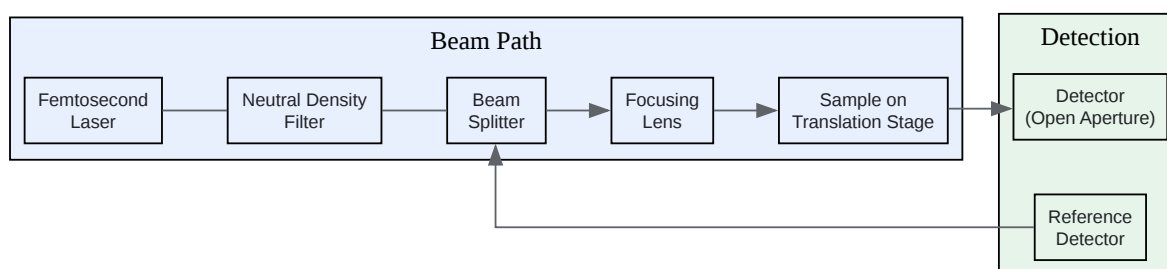 Beam Path
Femtosecond
Laser
Neutral Density
Filter
Beam
Splitter
Focusing
Lens
Sample on
Translation Stage
Detection
Detector
(Open Aperture)
Reference
Detector